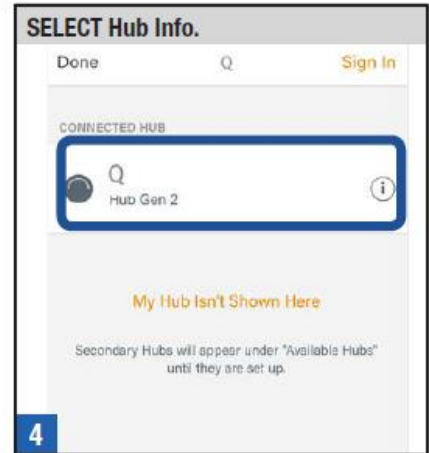 SELECT Hub Info.
Done Q Sign In
CONNECTED HUB
Q
Hub Gen 2
i
My Hub Isn't Shown Here
Secondary Hubs will appear under "Available Hubs"
until they are set up.
4